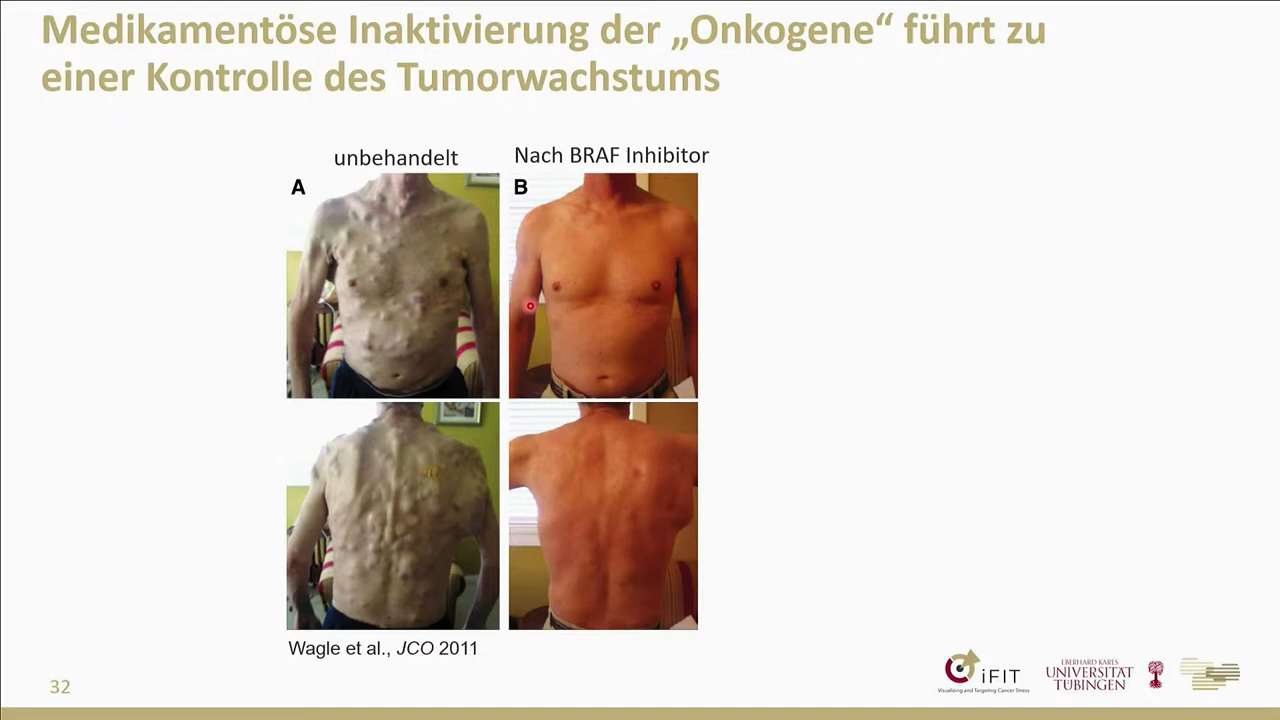 Medikamentöse Inaktivierung der „Onkogene“ führt zu
einer Kontrolle des Tumorwachstums
unbehandelt
Nach BRAF Inhibitor
A
B
Wagle et al., JCO 2011
32
iFIT
Visualizing and Targeting Cancer Stress
EBERHARD KARLS
UNIVERSITÄT
TÜBINGEN